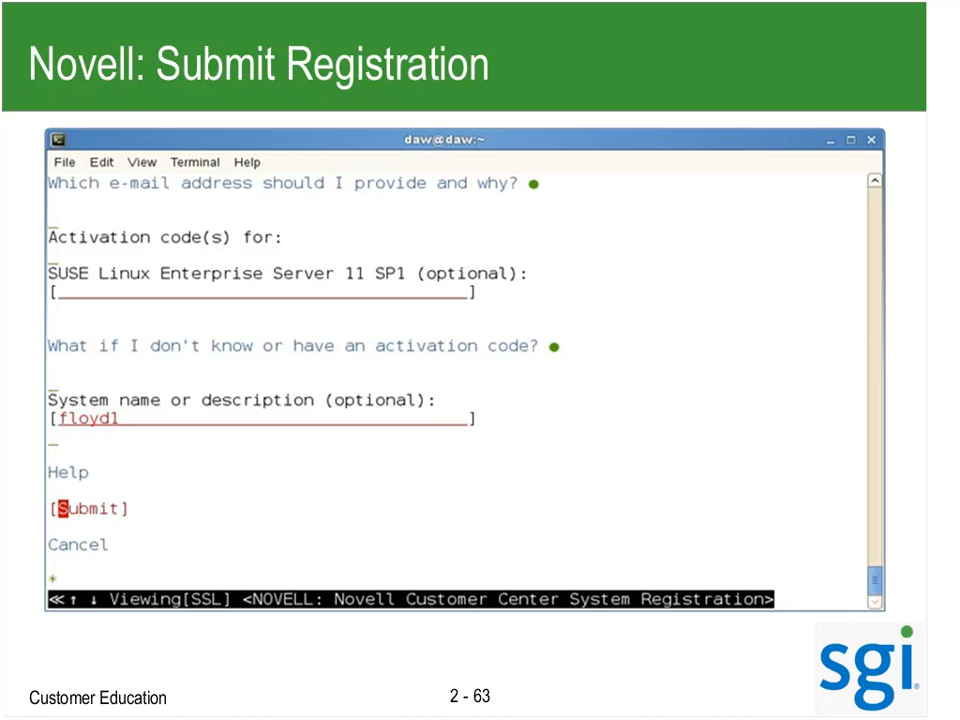 Novell: Submit Registration
daw@daw:~
File Edit View Terminal Help
Which e-mail address should I provide and why? ●
_
Activation code(s) for:
_
SUSE Linux Enterprise Server 11 SP1 (optional):
[________________________________________]
What if I don't know or have an activation code? ●
_
System name or description (optional):
[floyd1__________________________________]
_
Help
[Submit]
Cancel
*
≪↑ ↓ Viewing[SSL] <NOVELL: Novell Customer Center System Registration>
sgi®
Customer Education
2 - 63